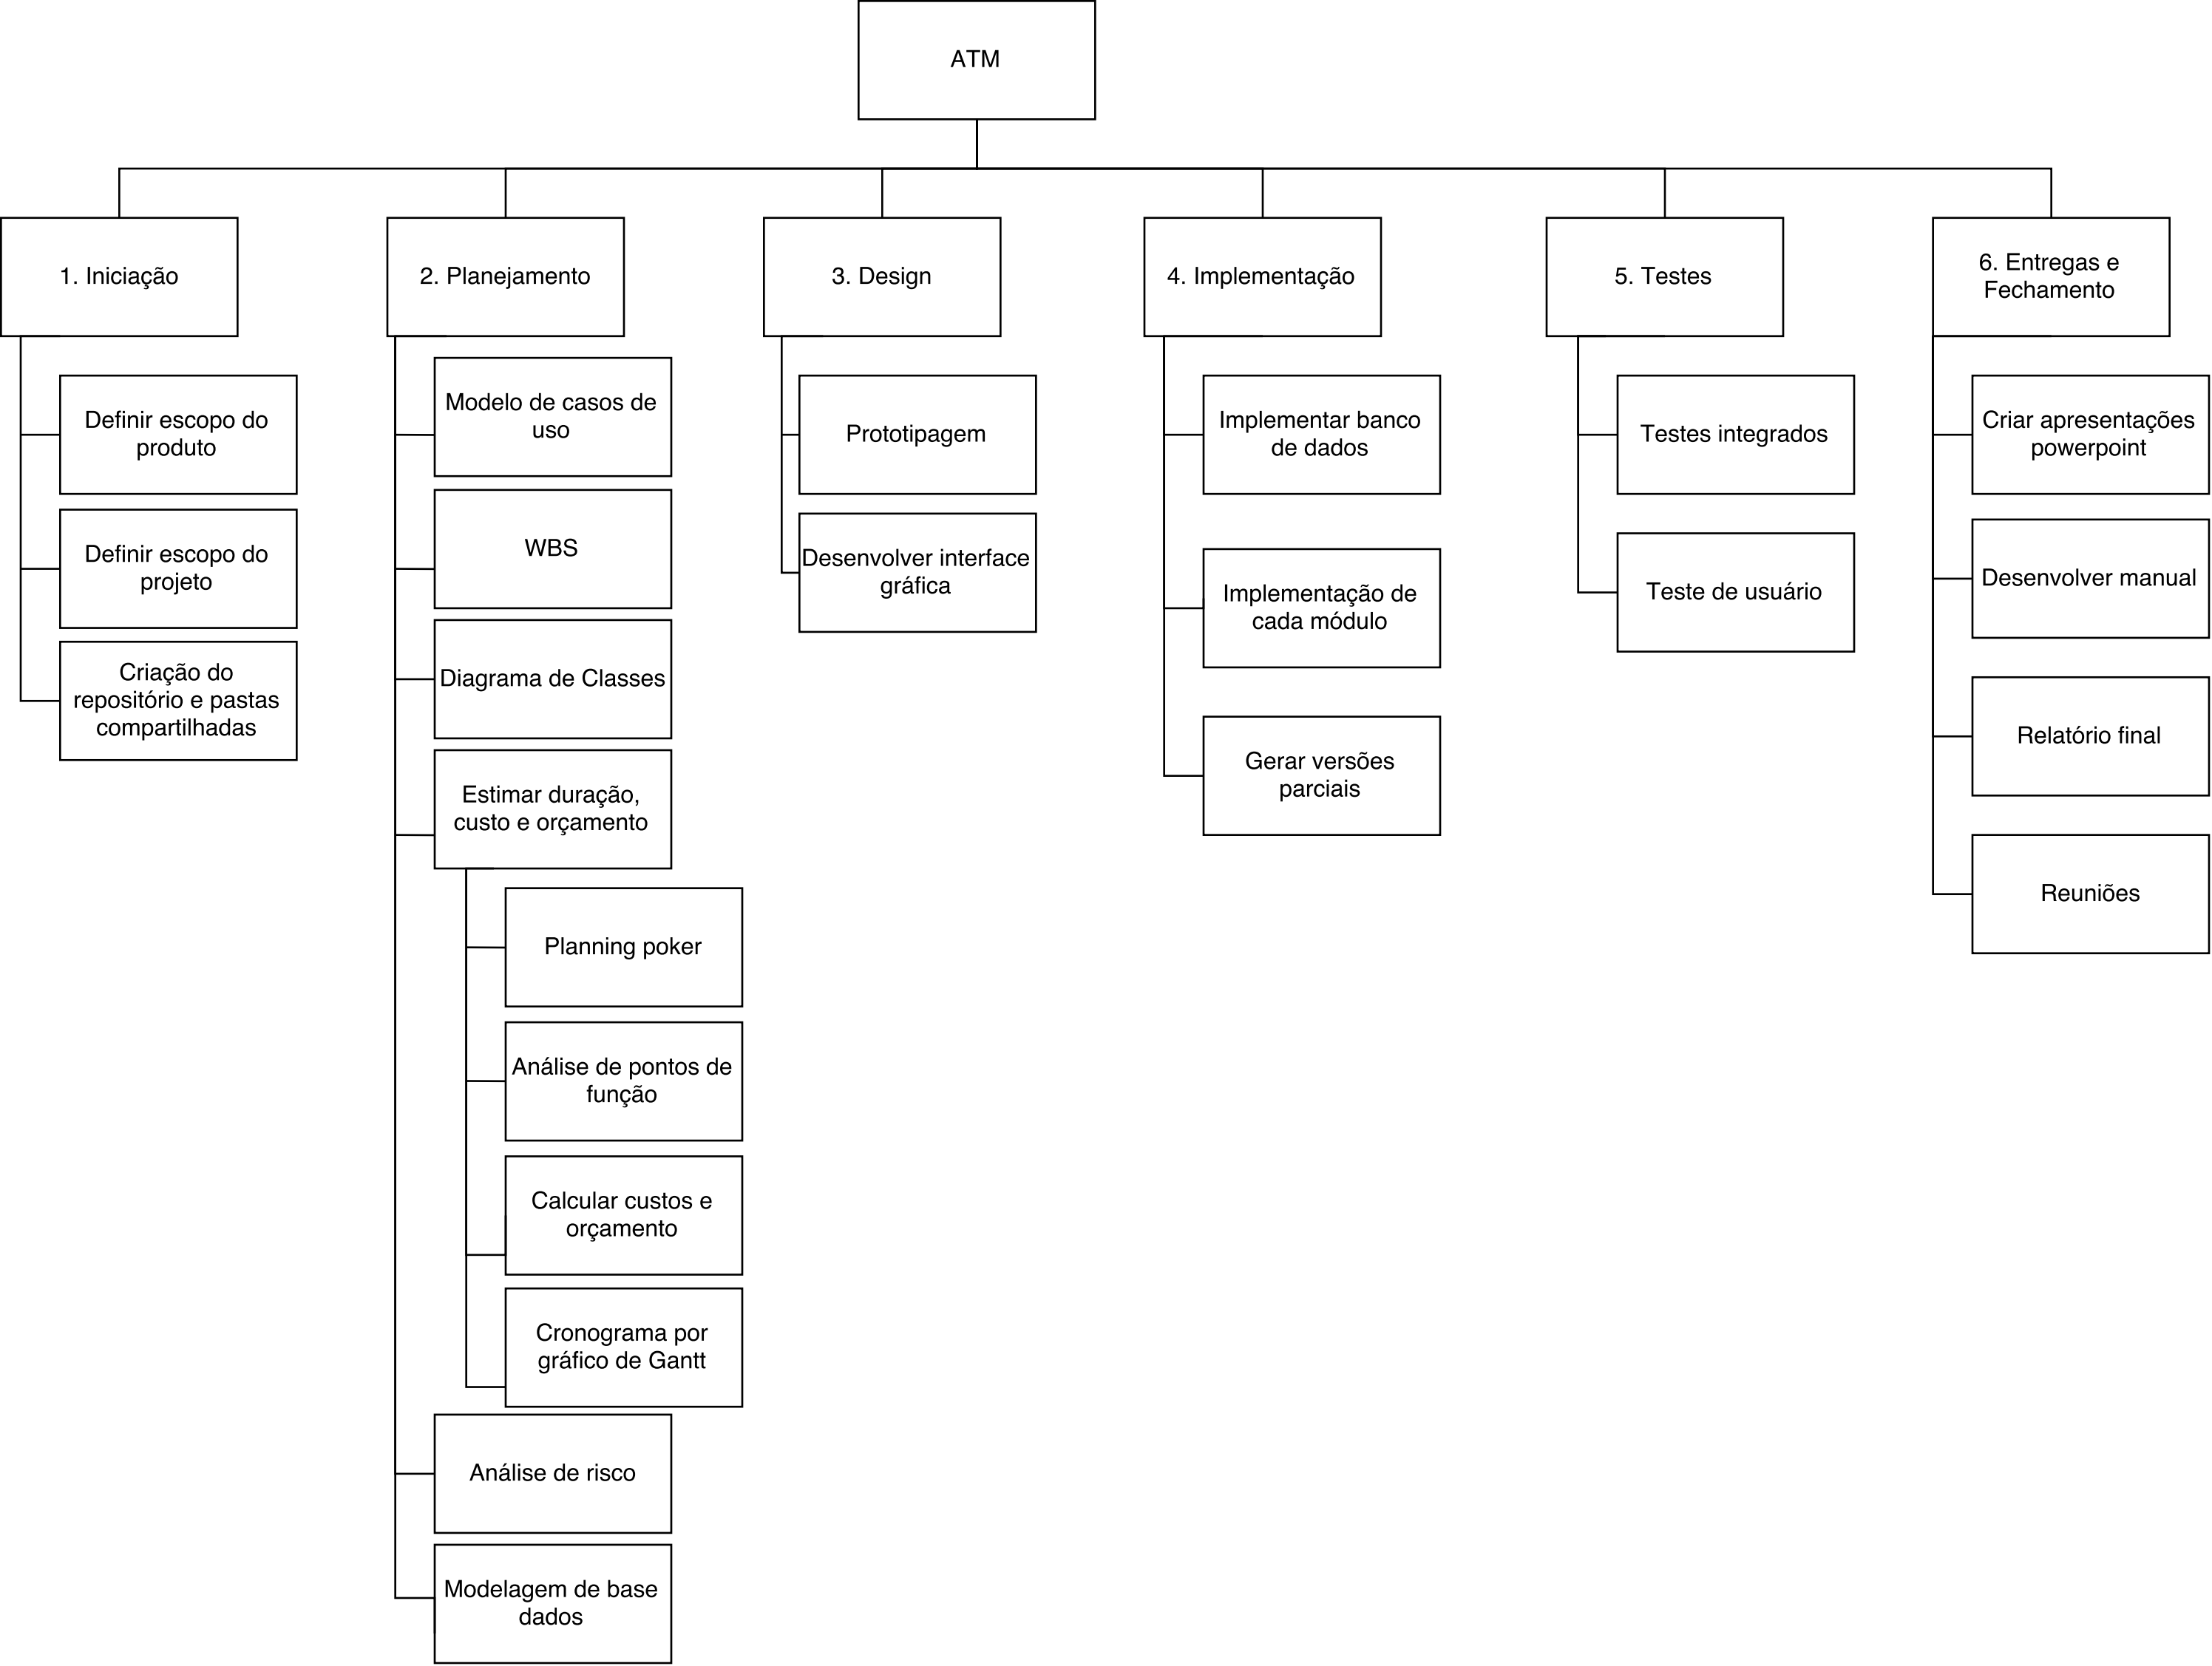 ATM
1. Iniciação
Definir escopo do
produto
Definir escopo do
projeto
Criação do
repositório e pastas
compartilhadas
2. Planejamento
Modelo de casos de
uso
WBS
Diagrama de Classes
Estimar duração,
custo e orçamento
Planning poker
Análise de pontos de
função
Calcular custos e
orçamento
Cronograma por
gráfico de Gantt
Análise de risco
Modelagem de base
dados
3. Design
Prototipagem
Desenvolver interface
gráfica
4. Implementação
Implementar banco
de dados
Implementação de
cada módulo
Gerar versões
parciais
5. Testes
Testes integrados
Teste de usuário
6. Entregas e
Fechamento
Criar apresentações
powerpoint
Desenvolver manual
Relatório final
Reuniões